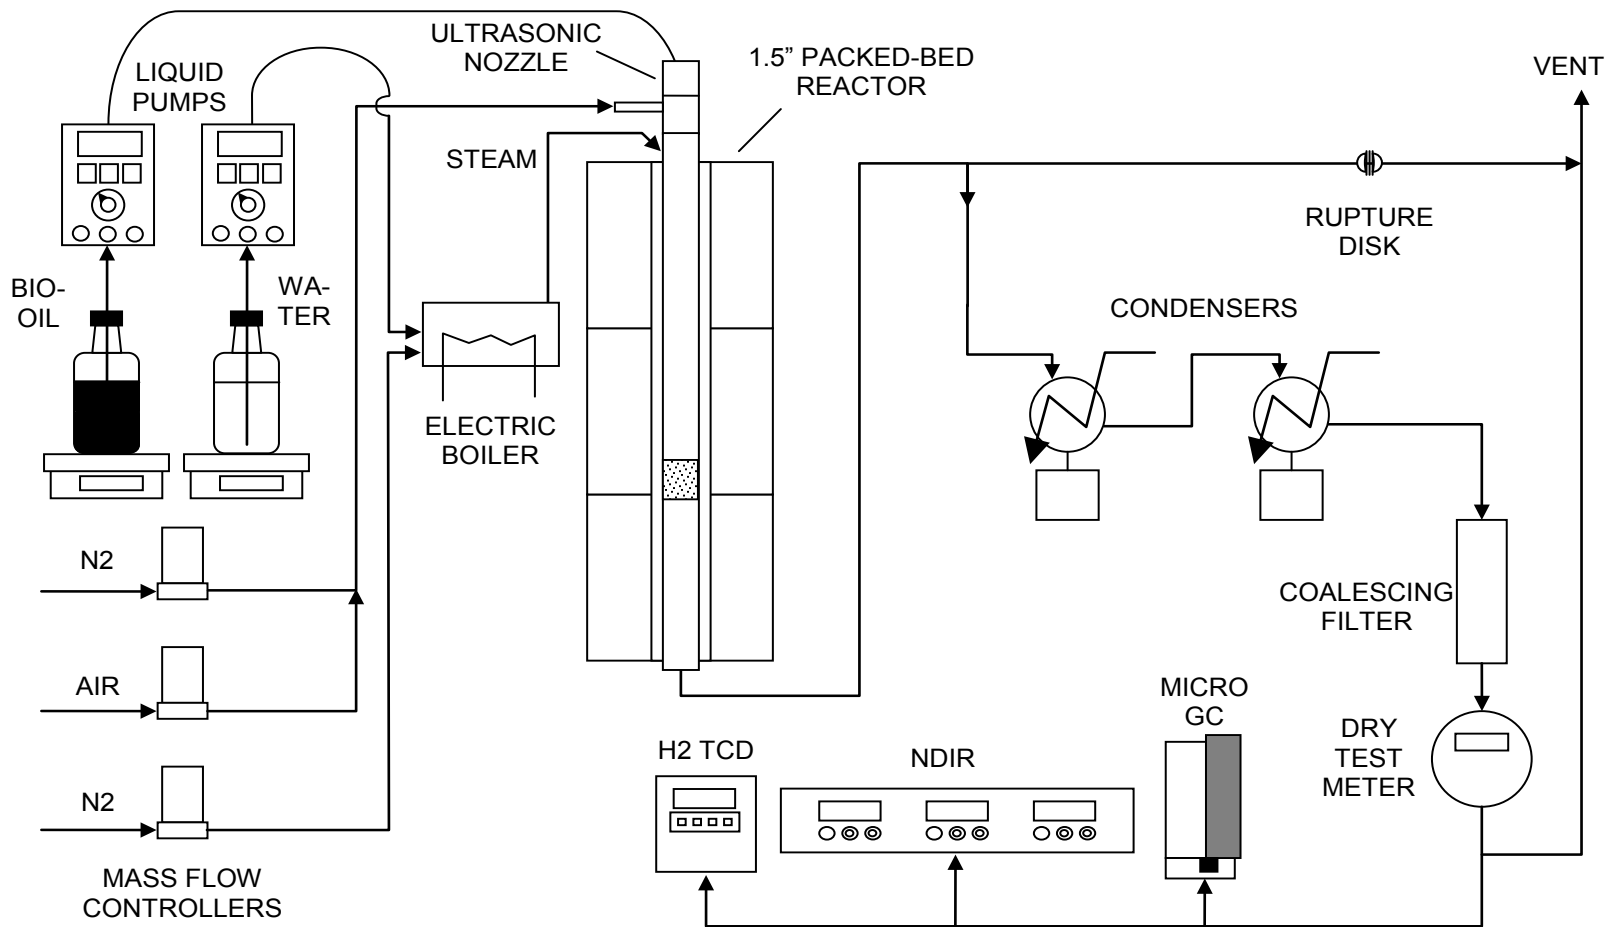 ULTRASONIC
NOZZLE
1.5” PACKED-BED
REACTOR
VENT
LIQUID
PUMPS
STEAM
RUPTURE
DISK
BIO-
OIL
WA-
TER
CONDENSERS
ELECTRIC
BOILER
N2
COALESCING
FILTER
AIR
MICRO
GC
DRY
TEST
METER
H2 TCD
NDIR
N2
MASS FLOW
CONTROLLERS